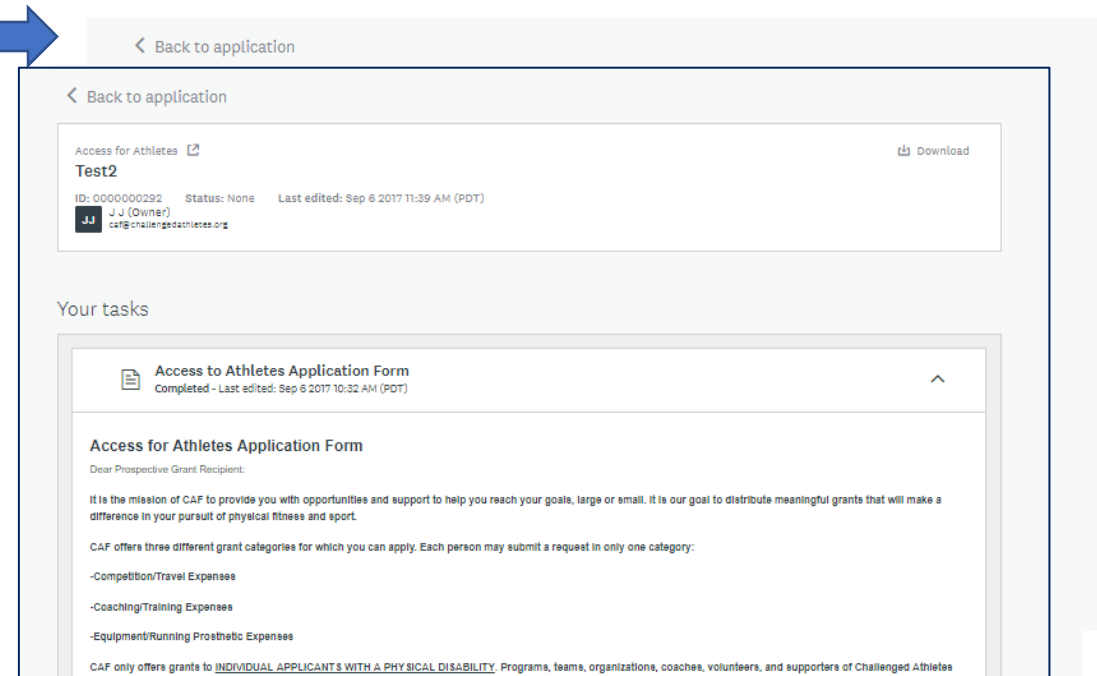 Back to application
Back to application
Access for Athletes
Download
Test2
ID: 0000000292 Status: None Last edited: Sep 6 2017 11:39 AM (PDT)
JJ
J J (Owner)
caf@challengedathletes.org
Your tasks
Access to Athletes Application Form
Completed - Last edited: Sep 6 2017 10:32 AM (PDT)
Access for Athletes Application Form
Dear Prospective Grant Recipient:
It is the mission of CAF to provide you with opportunities and support to help you reach your goals, large or small. It is our goal to distribute meaningful grants that will make a
difference in your pursuit of physical fitness and sport.
CAF offers three different grant categories for which you can apply. Each person may submit a request in only one category:
-Competition/Travel Expenses
-Coaching/Training Expenses
-Equipment/Running Prosthetic Expenses
CAF only offers grants to INDIVIDUAL APPLICANTS WITH A PHYSICAL DISABILITY. Programs, teams, organizations, coaches, volunteers, and supporters of Challenged Athletes